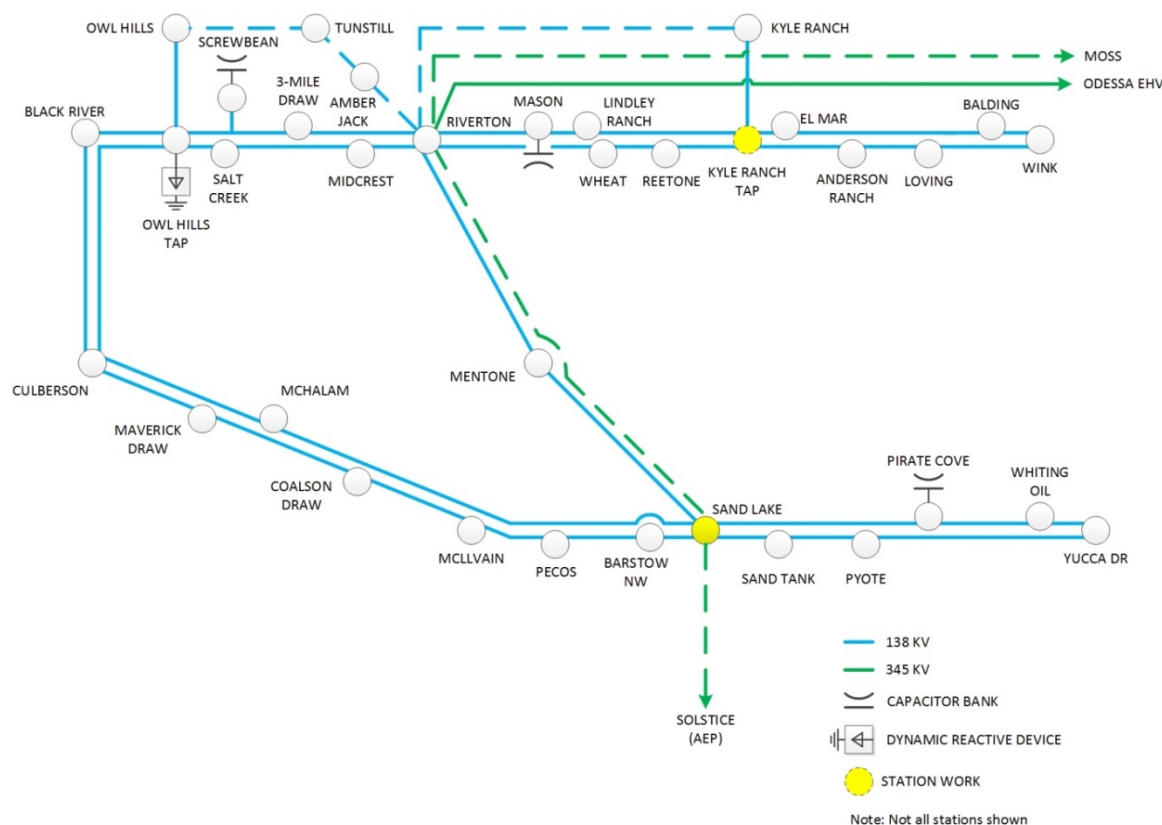 OWL HILLS
TUNSTILL
KYLE RANCH
SCREWBEAN
MOSS
3-MILE
DRAW
AMBER
JACK
ODESSA EHV
BLACK RIVER
RIVERTON
MASON
LINDLEY
RANCH
EL MAR
BALDING
SALT
CREEK
MIDCREST
WHEAT
REETONE
KYLE RANCH
TAP
ANDERSON
RANCH
LOVING
WINK
OWL HILLS
TAP
CULBERSON
MENTONE
MCHALAM
MAVERICK
DRAW
COALSON
DRAW
PIRATE COVE
WHITING
OIL
SAND LAKE
MCLLVAIN
PECOS
BARSTOW
NW
SAND TANK
PYOTE
YUCCA DR
138 KV
345 KV
CAPACITOR BANK
SOLSTICE
(AEP)
DYNAMIC REACTIVE DEVICE
STATION WORK
Note: Not all stations shown